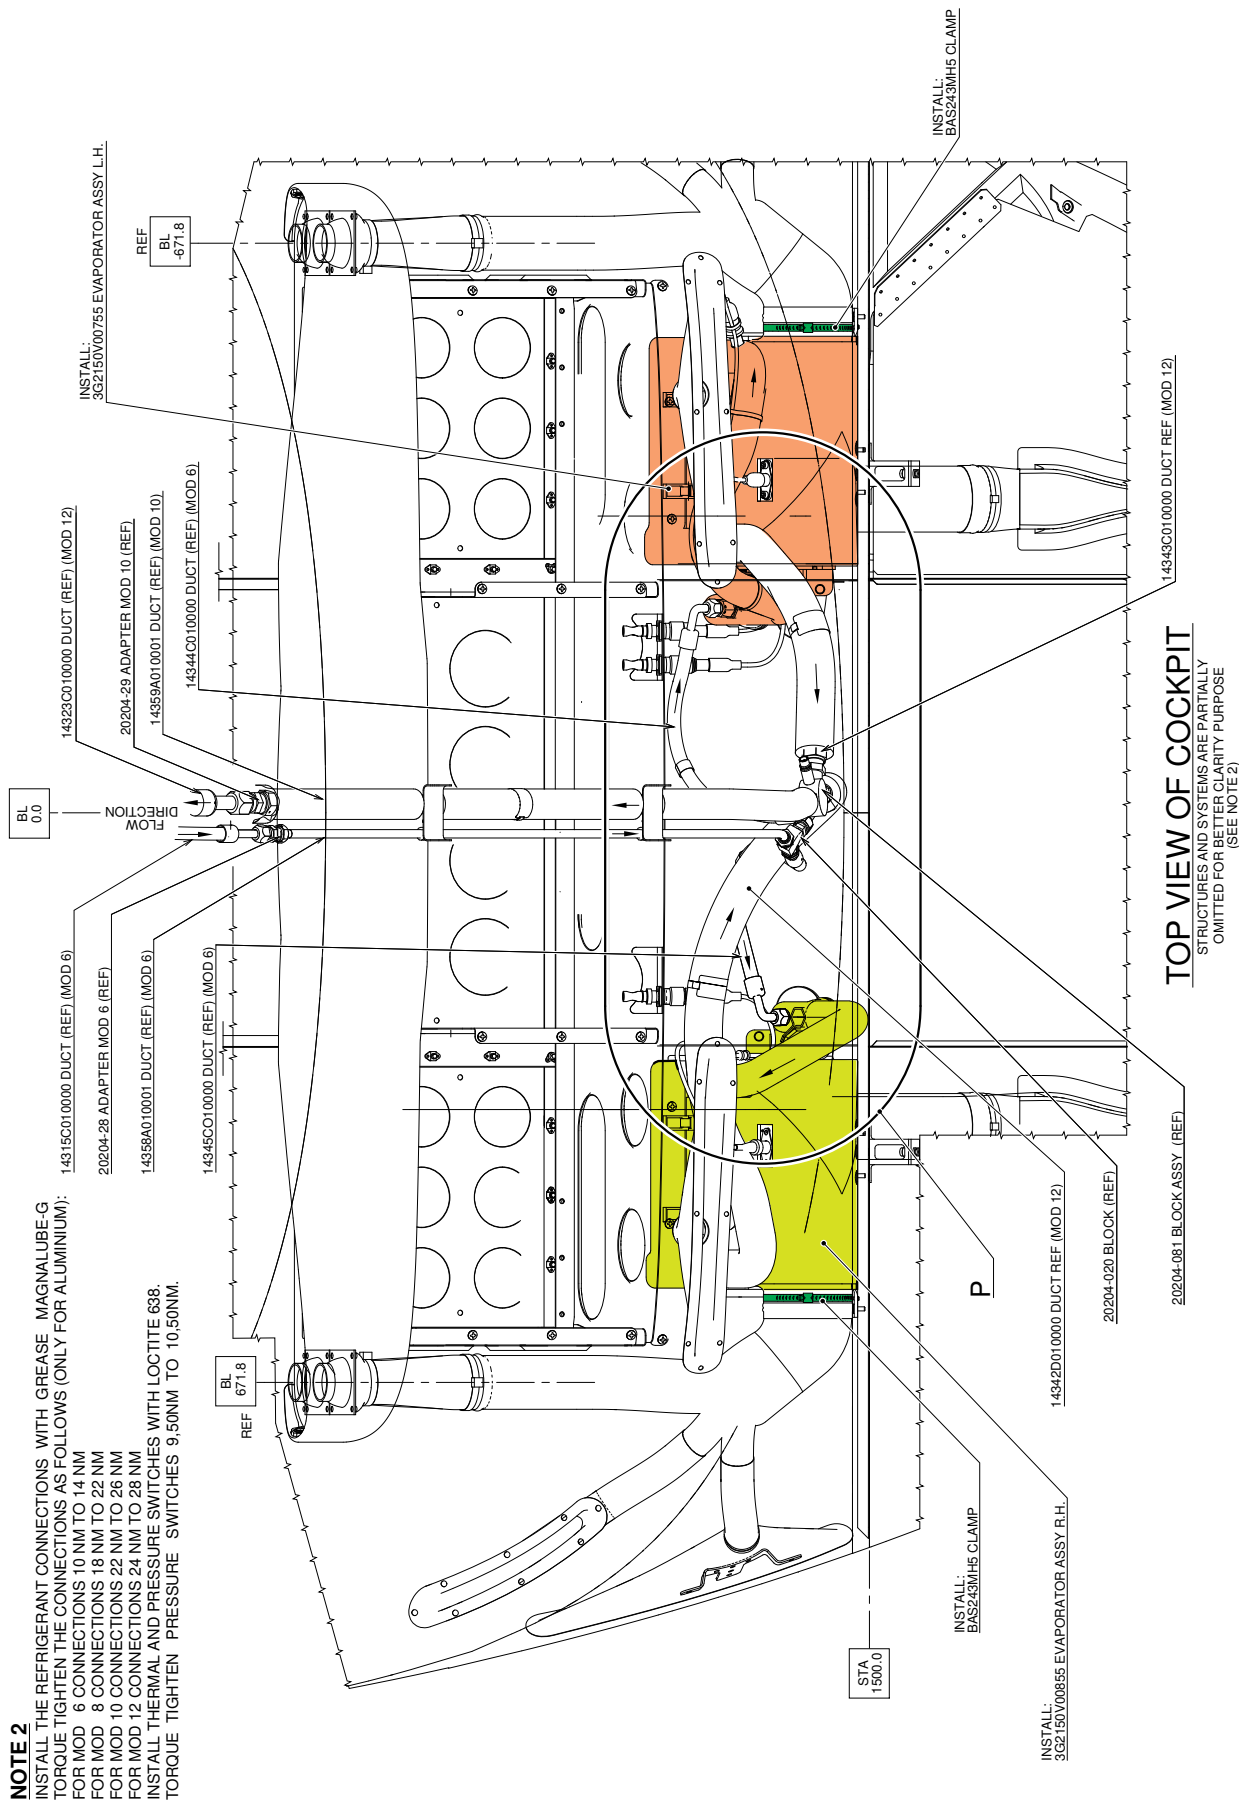 NOTE 2
INSTALL THE REFRIGERANT CONNECTIONS WITH GREASE MAGNALUBE-G
TORQUE TIGHTEN THE CONNECTIONS AS FOLLOWS (ONLY FOR ALUMINIUM):
FOR MOD 6 CONNECTIONS 10 NM TO 14 NM
FOR MOD 8 CONNECTIONS 18 NM TO 22 NM
FOR MOD 10 CONNECTIONS 22 NM TO 26 NM
FOR MOD 12 CONNECTIONS 24 NM TO 28 NM
INSTALL THERMAL AND PRESSURE SWITCHES WITH LOCTITE 638.
TORQUE TIGHTEN PRESSURE SWITCHES 9,50NM TO 10,50NM.
14315C010000 DUCT (REF) (MOD 6)
20204-28 ADAPTER MOD 6 (REF)
14358A010001 DUCT (REF) (MOD 6)
14345CO10000 DUCT (REF) (MOD 6)
BL
0.0
FLOW
DIRECTION
14323C010000 DUCT (REF) (MOD 12)
20204-29 ADAPTER MOD 10 (REF)
14359A010001 DUCT (REF) (MOD 10)
14344C010000 DUCT (REF) (MOD 6)
INSTALL:
3G2150V00755 EVAPORATOR ASSY L.H.
REF
BL
-671.8
INSTALL:
BAS243MH5 CLAMP
REF
BL
671.8
STA
1500.0
INSTALL:
3G2150V00855 EVAPORATOR ASSY R.H.
INSTALL:
BAS243MH5 CLAMP
P
14342D010000 DUCT REF (MOD 12)
20204-020 BLOCK (REF)
20204-081 BLOCK ASSY (REF)
14343C010000 DUCT REF (MOD 12)
TOP VIEW OF COCKPIT
STRUCTURES AND SYSTEMS ARE PARTIALLY
OMITTED FOR BETTER CLARITY PURPOSE
(SEE NOTE 2)